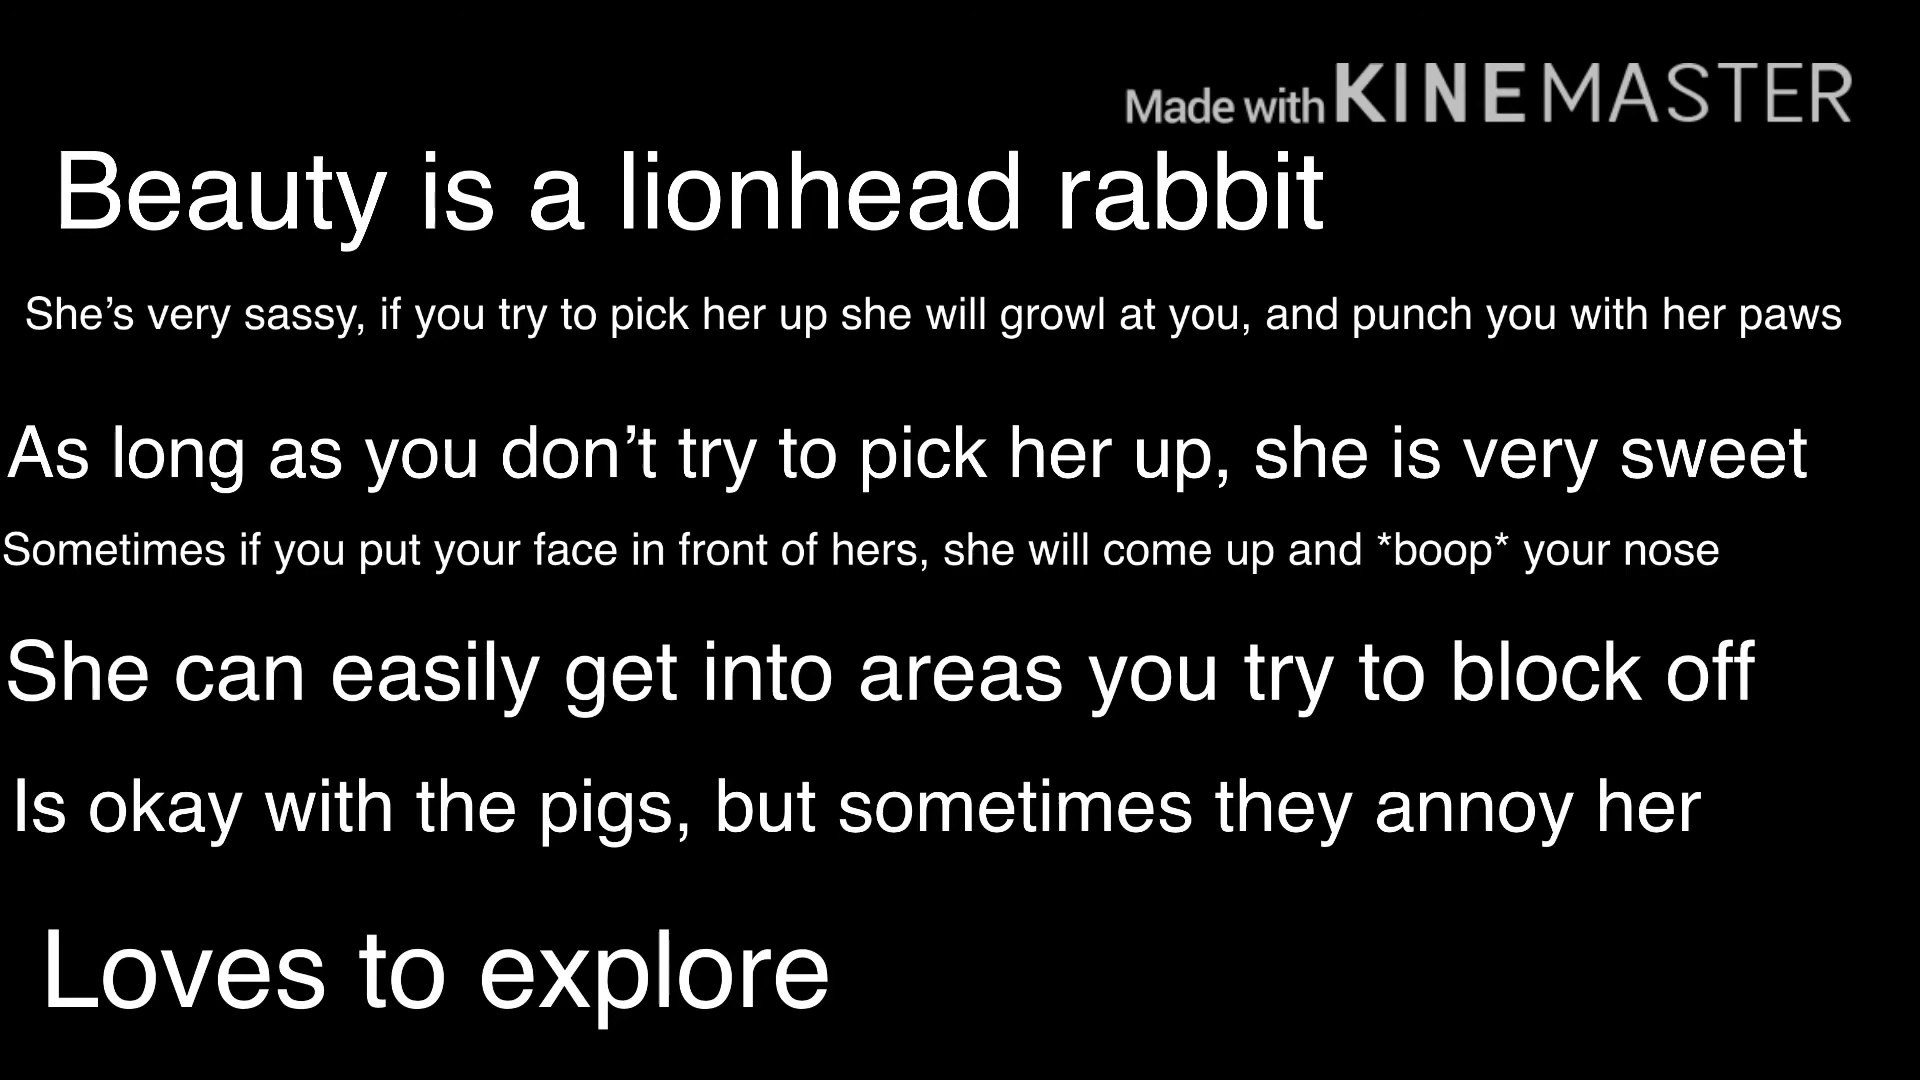 Made with KINEMASTER
Beauty is a lionhead rabbit
She’s very sassy, if you try to pick her up she will growl at you, and punch you with her paws
As long as you don’t try to pick her up, she is very sweet
Sometimes if you put your face in front of hers, she will come up and *boop* your nose
She can easily get into areas you try to block off
Is okay with the pigs, but sometimes they annoy her
Loves to explore